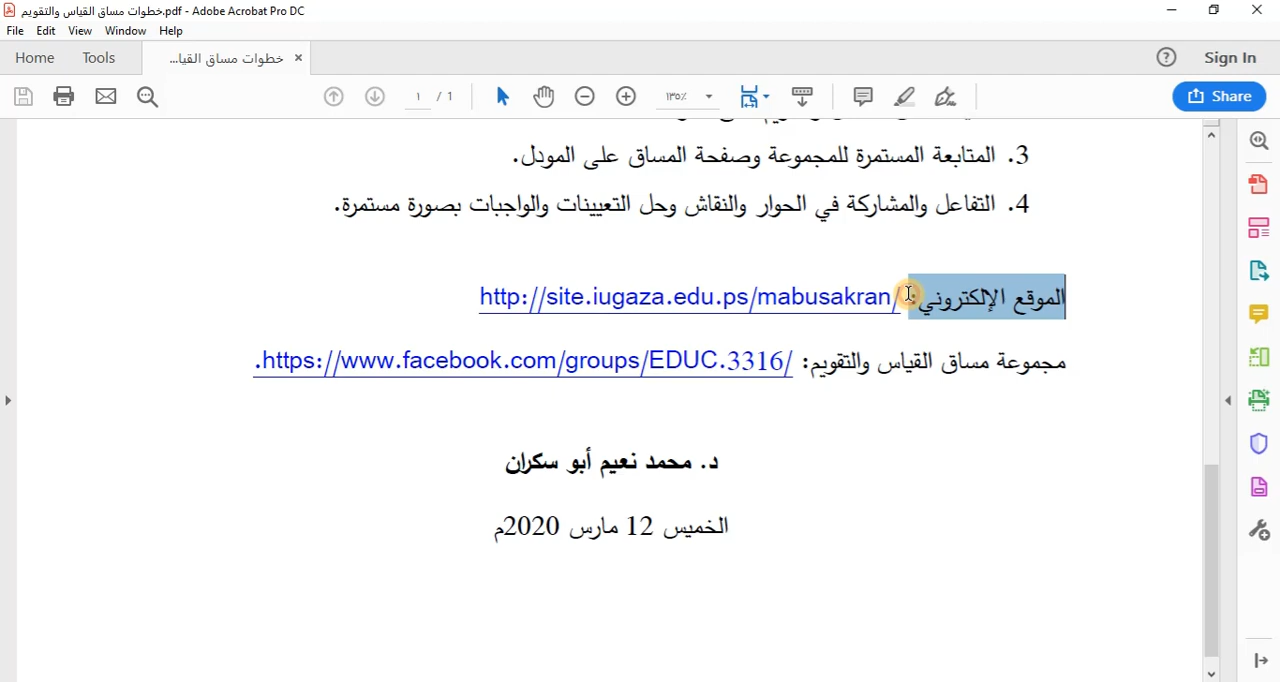 خطوات مساق القياس والتقويم.pdf - Adobe Acrobat Pro DC
File Edit View Window Help
Home Tools خطوات مساق القيا... × Sign In
١ / 1 ١٣٥٪ Share
3. المتابعة المستمرة للمجموعة وصفحة المساق على المودل.
4. التفاعل والمشاركة في الحوار والنقاش وحل التعيينات والواجبات بصورة مستمرة.
الموقع الإلكتروني: http://site.iugaza.edu.ps/mabusakran/
مجموعة مساق القياس والتقويم: https://www.facebook.com/groups/EDUC.3316/.
د. محمد نعيم أبو سكران
الخميس 12 مارس 2020م